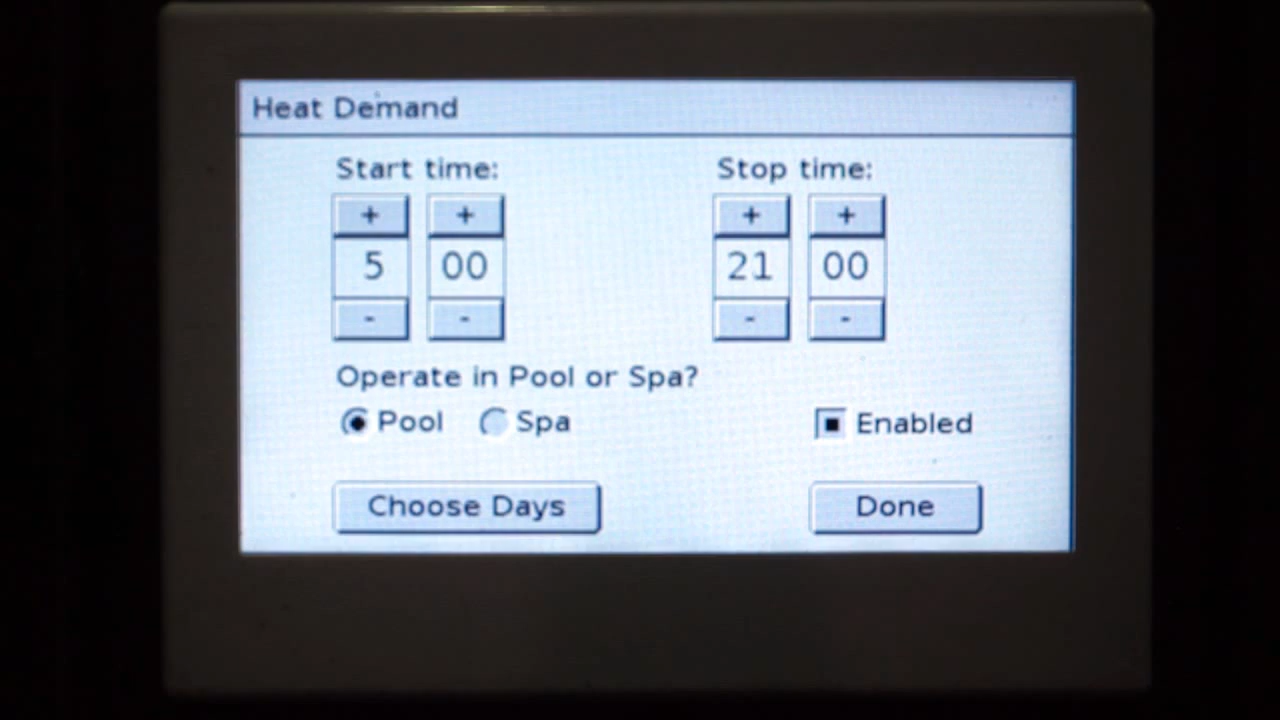 Heat Demand
Start time: Stop time:
+ + + +
5 00 21 00
- - - -
Operate in Pool or Spa?
Pool Spa Enabled
Choose Days Done